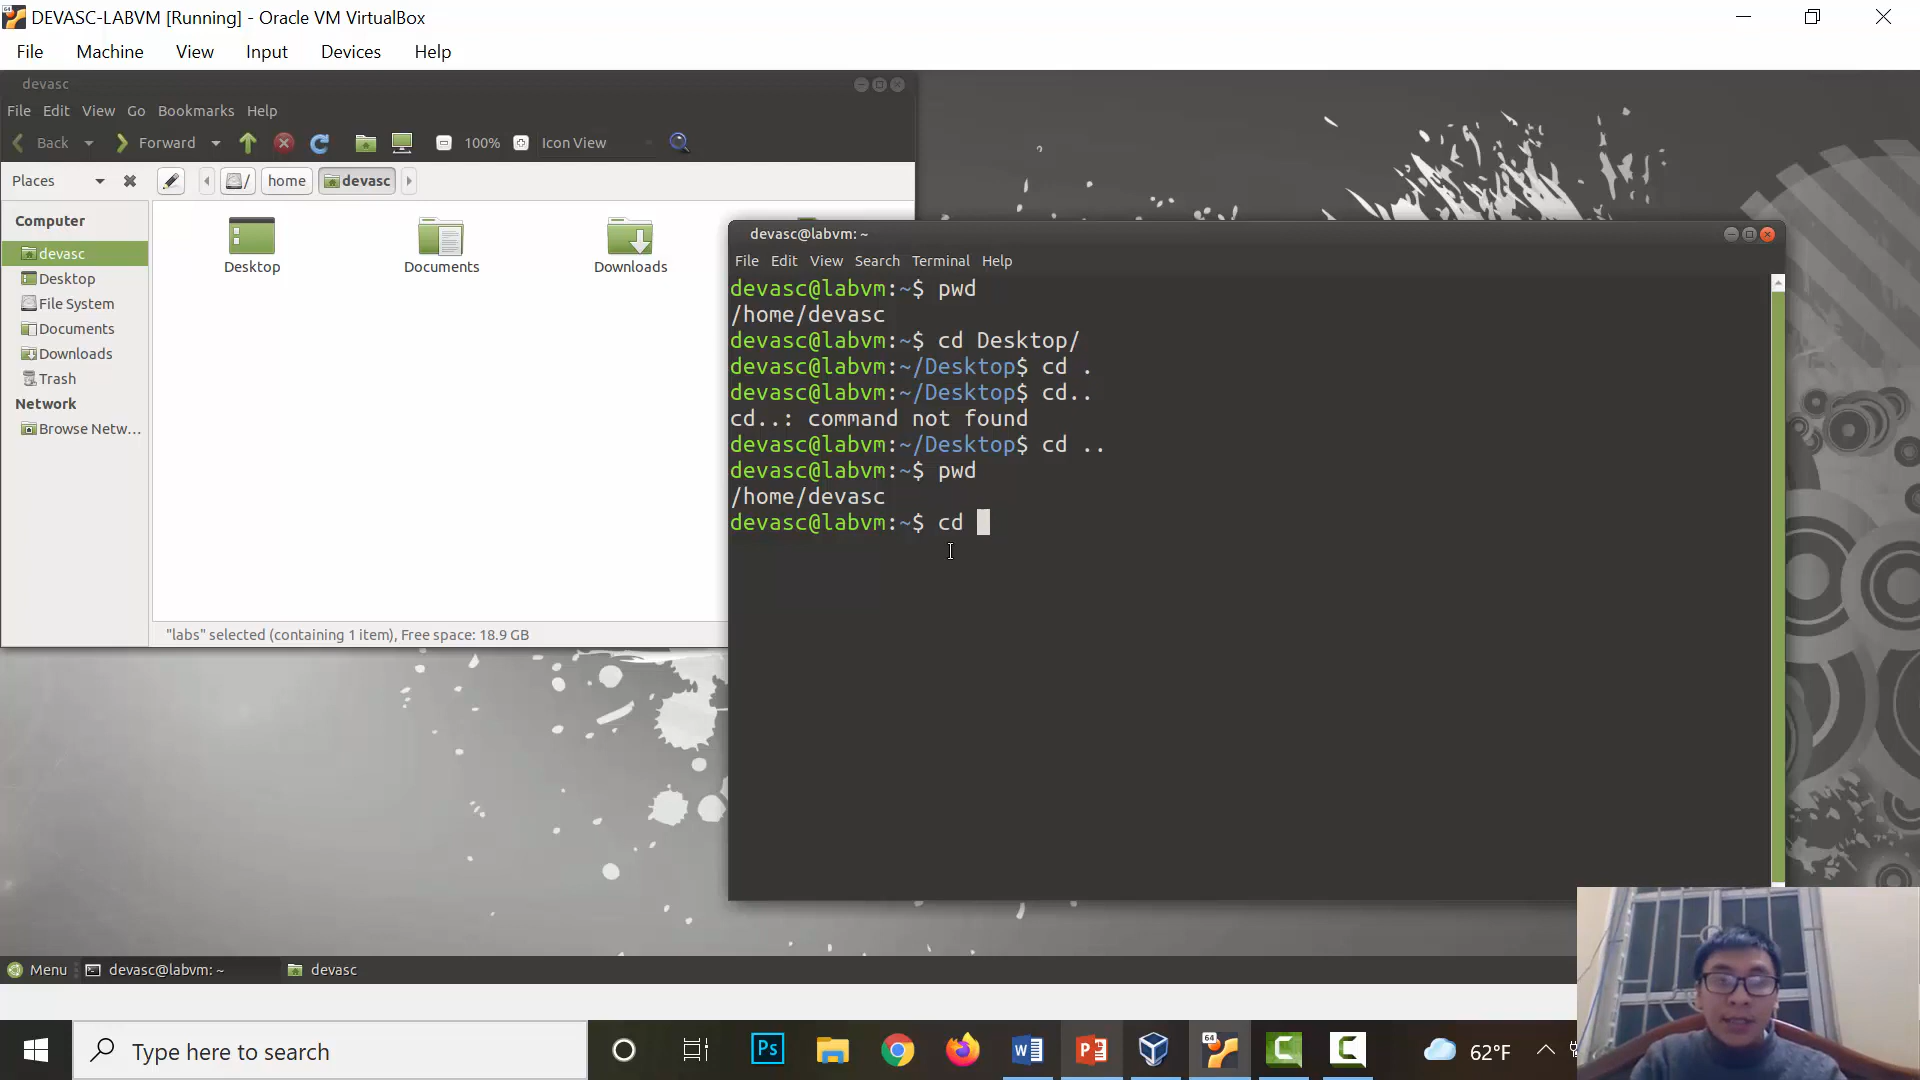 DEVASC-LABVM [Running] - Oracle VM VirtualBox
File Machine View Input Devices Help
devasc
File Edit View Go Bookmarks Help
Back Forward 100% Icon View
Places / home devasc
Computer
devasc
Desktop
File System
Documents
Downloads
Trash
Network
Browse Netw...
Desktop Documents Downloads
"labs" selected (containing 1 item), Free space: 18.9 GB
devasc@labvm: ~
File Edit View Search Terminal Help
devasc@labvm:~$ pwd
/home/devasc
devasc@labvm:~$ cd Desktop/
devasc@labvm:~/Desktop$ cd .
devasc@labvm:~/Desktop$ cd..
cd..: command not found
devasc@labvm:~/Desktop$ cd ..
devasc@labvm:~$ pwd
/home/devasc
devasc@labvm:~$ cd
Menu devasc@labvm: ~ devasc
Type here to search Ps 64 62°F